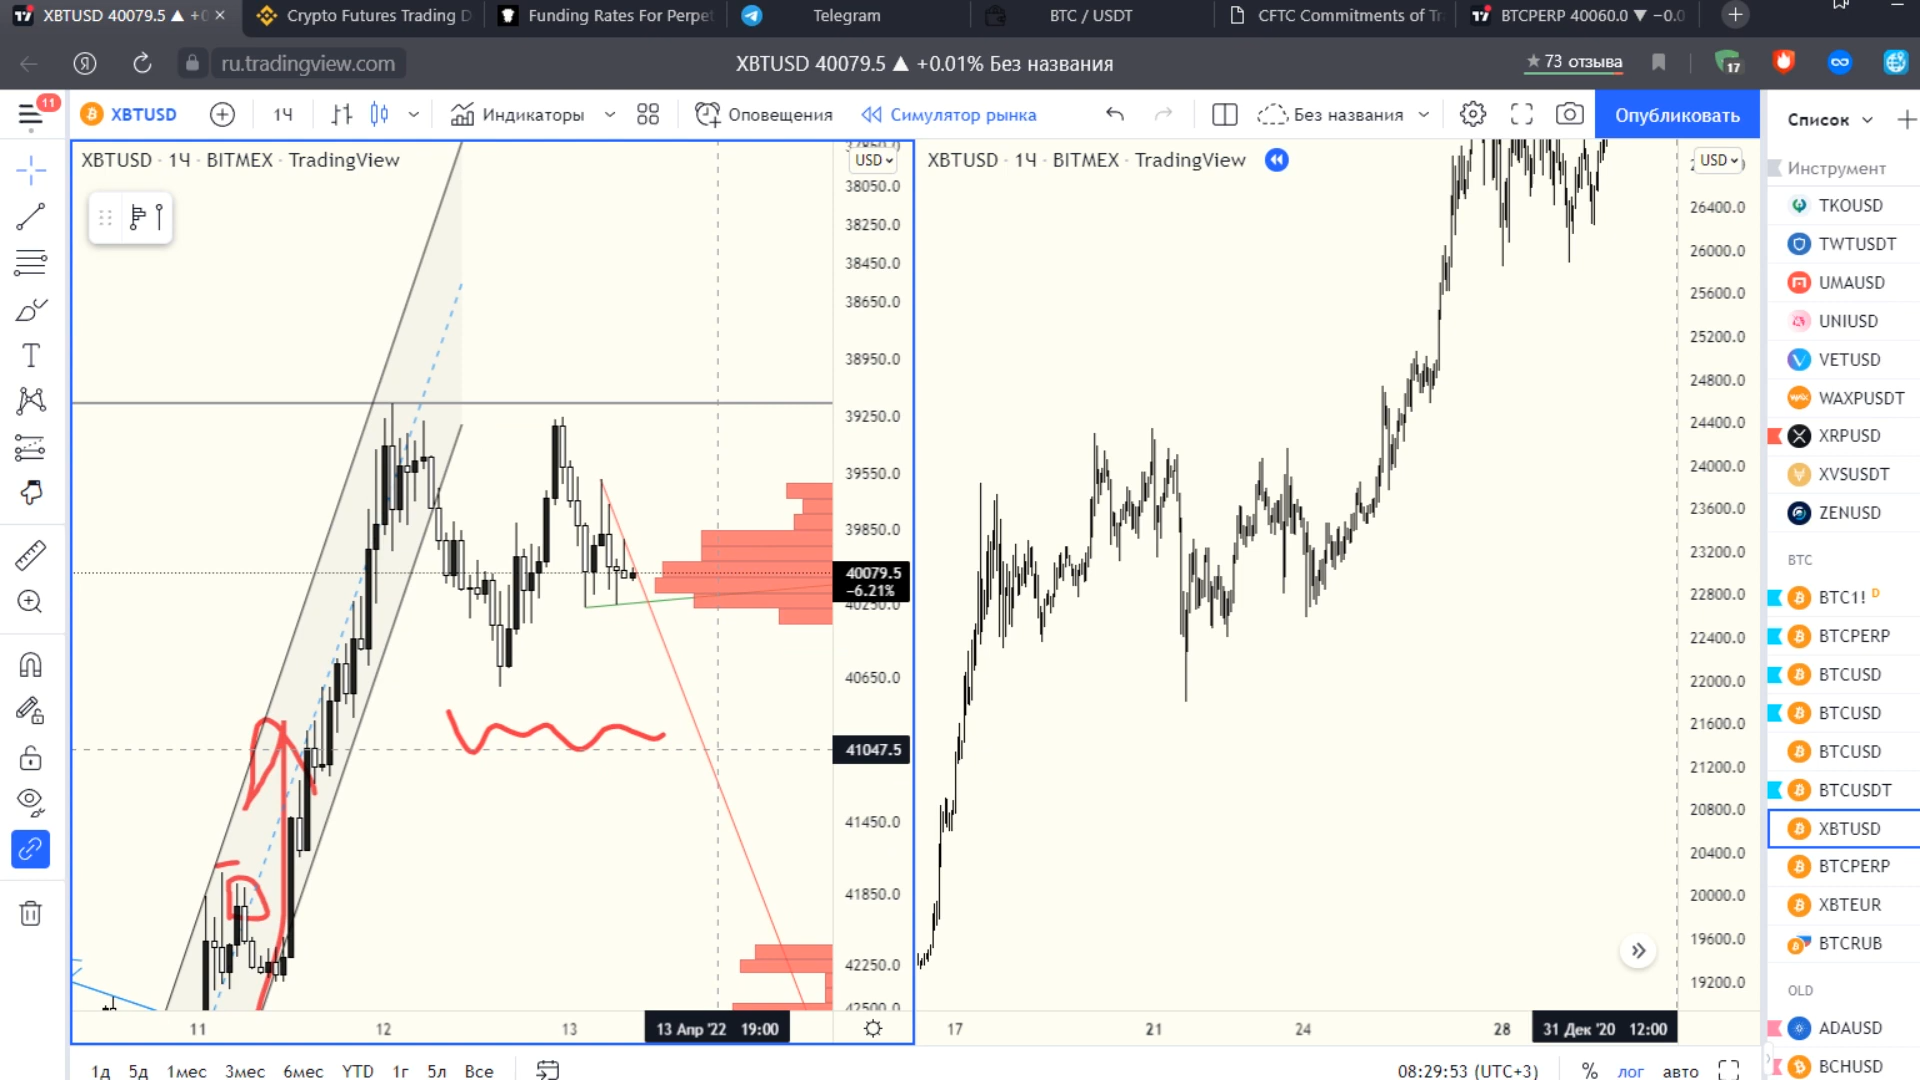 XBTUSD 40079.5 ▲ +0
Crypto Futures Trading D
Funding Rates For Perpet
Telegram
BTC / USDT
CFTC Commitments of Tr
BTCPERP 40060.0 ▼ −0.0
ru.tradingview.com
XBTUSD 40079.5 ▲ +0.01% Без названия
★ 73 отзыва
17
11
XBTUSD
1Ч
Индикаторы
Оповещения
Симулятор рынка
Без названия
Опубликовать
Список
XBTUSD · 1Ч · BITMEX · TradingView
USD
38050.0
38250.0
38450.0
38650.0
38950.0
39250.0
39550.0
39850.0
40079.5
−6.21%
40250.0
40650.0
41047.5
41450.0
41850.0
42250.0
42500.0
11
12
13
13 Апр '22 19:00
XBTUSD · 1Ч · BITMEX · TradingView
USD
26400.0
26000.0
25600.0
25200.0
24800.0
24400.0
24000.0
23600.0
23200.0
22800.0
22400.0
22000.0
21600.0
21200.0
20800.0
20400.0
20000.0
19600.0
19200.0
17
21
24
28
31 Дек '20 12:00
Инструмент
TKOUSD
TWTUSDT
UMAUSD
UNIUSD
VETUSD
WAXPUSDT
XRPUSD
XVSUSDT
ZENUSD
BTC
BTC1! D
BTCPERP
BTCUSD
BTCUSD
BTCUSD
BTCUSDT
XBTUSD
BTCPERP
XBTEUR
BTCRUB
OLD
ADAUSD
BCHUSD
1д 5д 1мес 3мес 6мес YTD 1г 5л Все
08:29:53 (UTC+3)
% лог авто